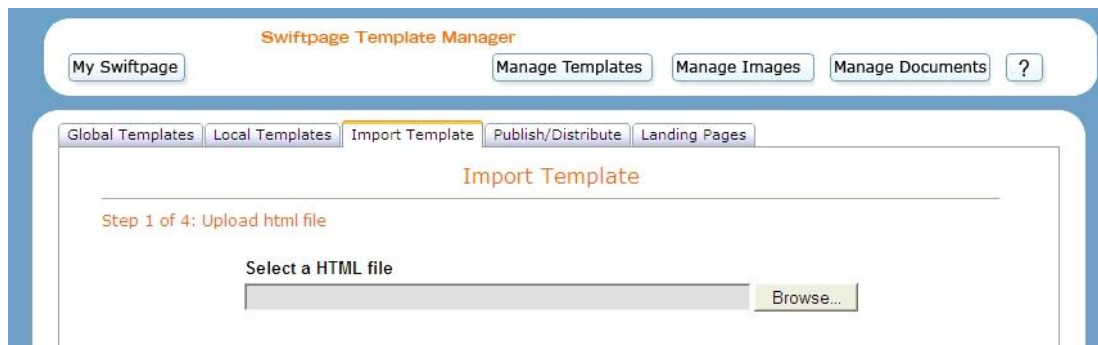 Swiftpage Template Manager
My Swiftpage Manage Templates Manage Images Manage Documents ?
Global Templates Local Templates Import Template Publish/Distribute Landing Pages
Import Template
Step 1 of 4: Upload html file
Select a HTML file
Browse...